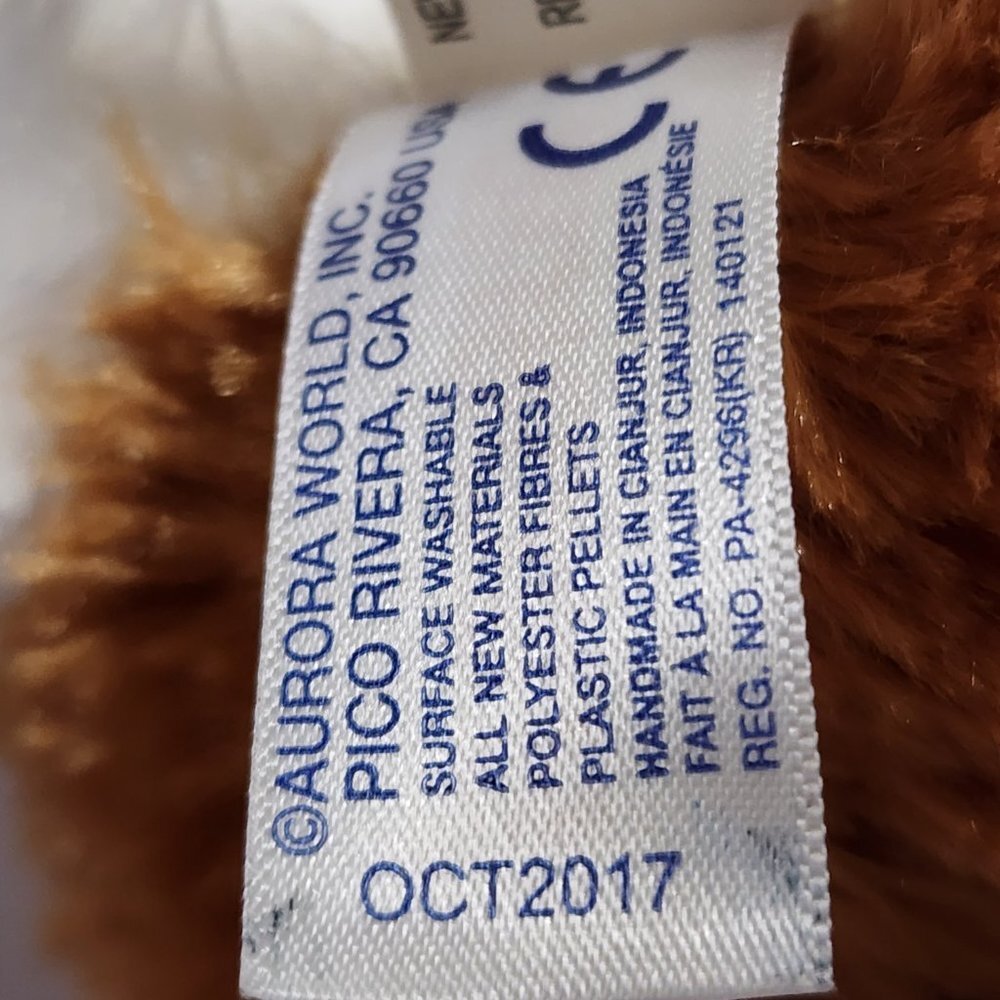 ©AURORA WORLD, INC.
PICO RIVERA, CA 90660 USA
SURFACE WASHABLE
ALL NEW MATERIALS
POLYESTER FIBRES &
PLASTIC PELLETS
HANDMADE IN CIANJUR, INDONESIA
FAIT À LA MAIN EN CIANJUR, INDONÉSIE
REG. NO. PA-4296(KR) 140121
CE
OCT2017